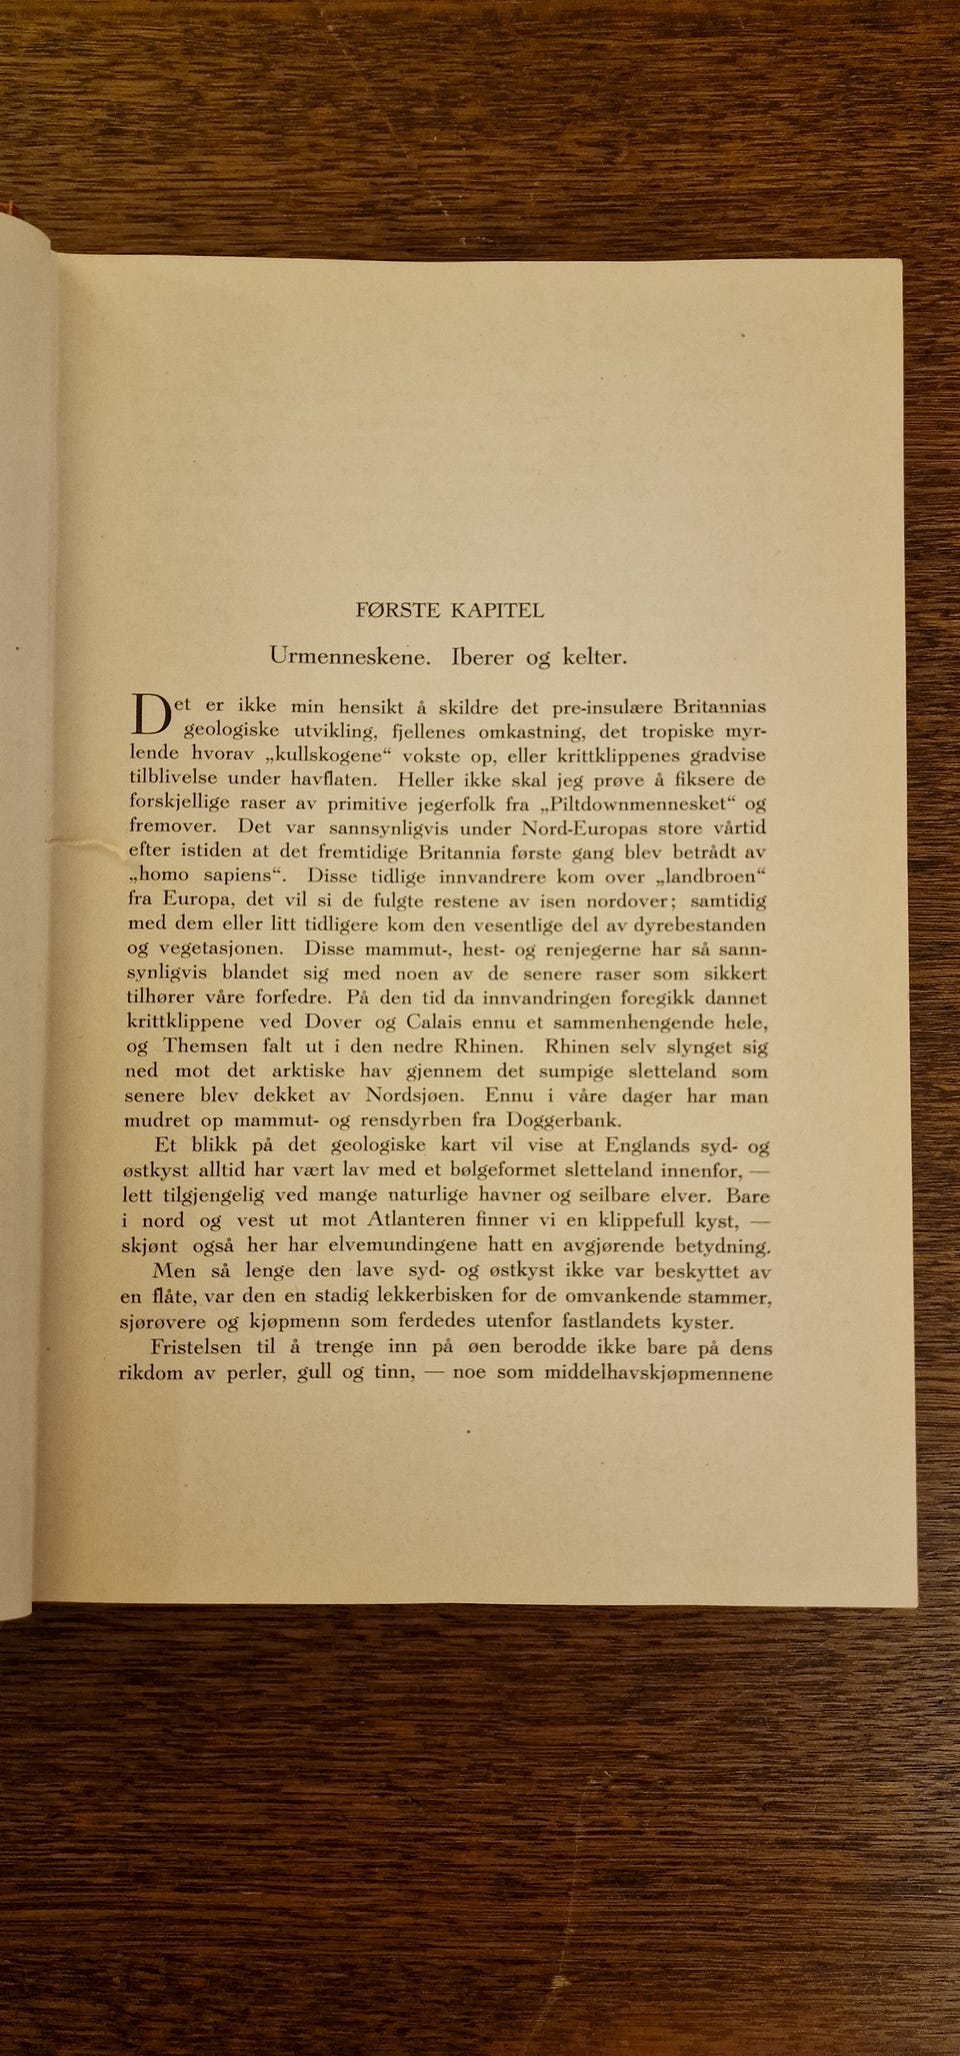 FØRSTE KAPITEL
Urmenneskene. Iberer og kelter.
Det er ikke min hensikt å skildre det pre-insulære Britannias
geologiske utvikling, fjellenes omkastning, det tropiske myr-
lende hvorav „kullskogene“ vokste op, eller krittklippenes gradvise
tilblivelse under havflaten. Heller ikke skal jeg prøve å fiksere de
forskjellige raser av primitive jegerfolk fra „Piltdownmennesket“ og
fremover. Det var sannsynligvis under Nord-Europas store vårtid
efter istiden at det fremtidige Britannia første gang blev betrådt av
„homo sapiens“. Disse tidlige innvandrere kom over „landbroen“
fra Europa, det vil si de fulgte restene av isen nordover; samtidig
med dem eller litt tidligere kom den vesentlige del av dyrebestanden
og vegetasjonen. Disse mammut-, hest- og renjegerne har så sann-
synligvis blandet sig med noen av de senere raser som sikkert
tilhører våre forfedre. På den tid da innvandringen foregikk dannet
krittklippene ved Dover og Calais ennu et sammenhengende hele,
og Themsen falt ut i den nedre Rhinen. Rhinen selv slynget sig
ned mot det arktiske hav gjennem det sumpige sletteland som
senere blev dekket av Nordsjøen. Ennu i våre dager har man
mudret op mammut- og rensdyrben fra Doggerbank.
Et blikk på det geologiske kart vil vise at Englands syd- og
østkyst alltid har vært lav med et bølgeformet sletteland innenfor, —
lett tilgjengelig ved mange naturlige havner og seilbare elver. Bare
i nord og vest ut mot Atlanteren finner vi en klippefull kyst, —
skjønt også her har elvemundingene hatt en avgjørende betydning.
Men så lenge den lave syd- og østkyst ikke var beskyttet av
en flåte, var den en stadig lekkerbisken for de omvankende stammer,
sjørøvere og kjøpmenn som ferdedes utenfor fastlandets kyster.
Fristelsen til å trenge inn på øen berodde ikke bare på dens
rikdom av perler, gull og tinn, — noe som middelhavskjøpmennene